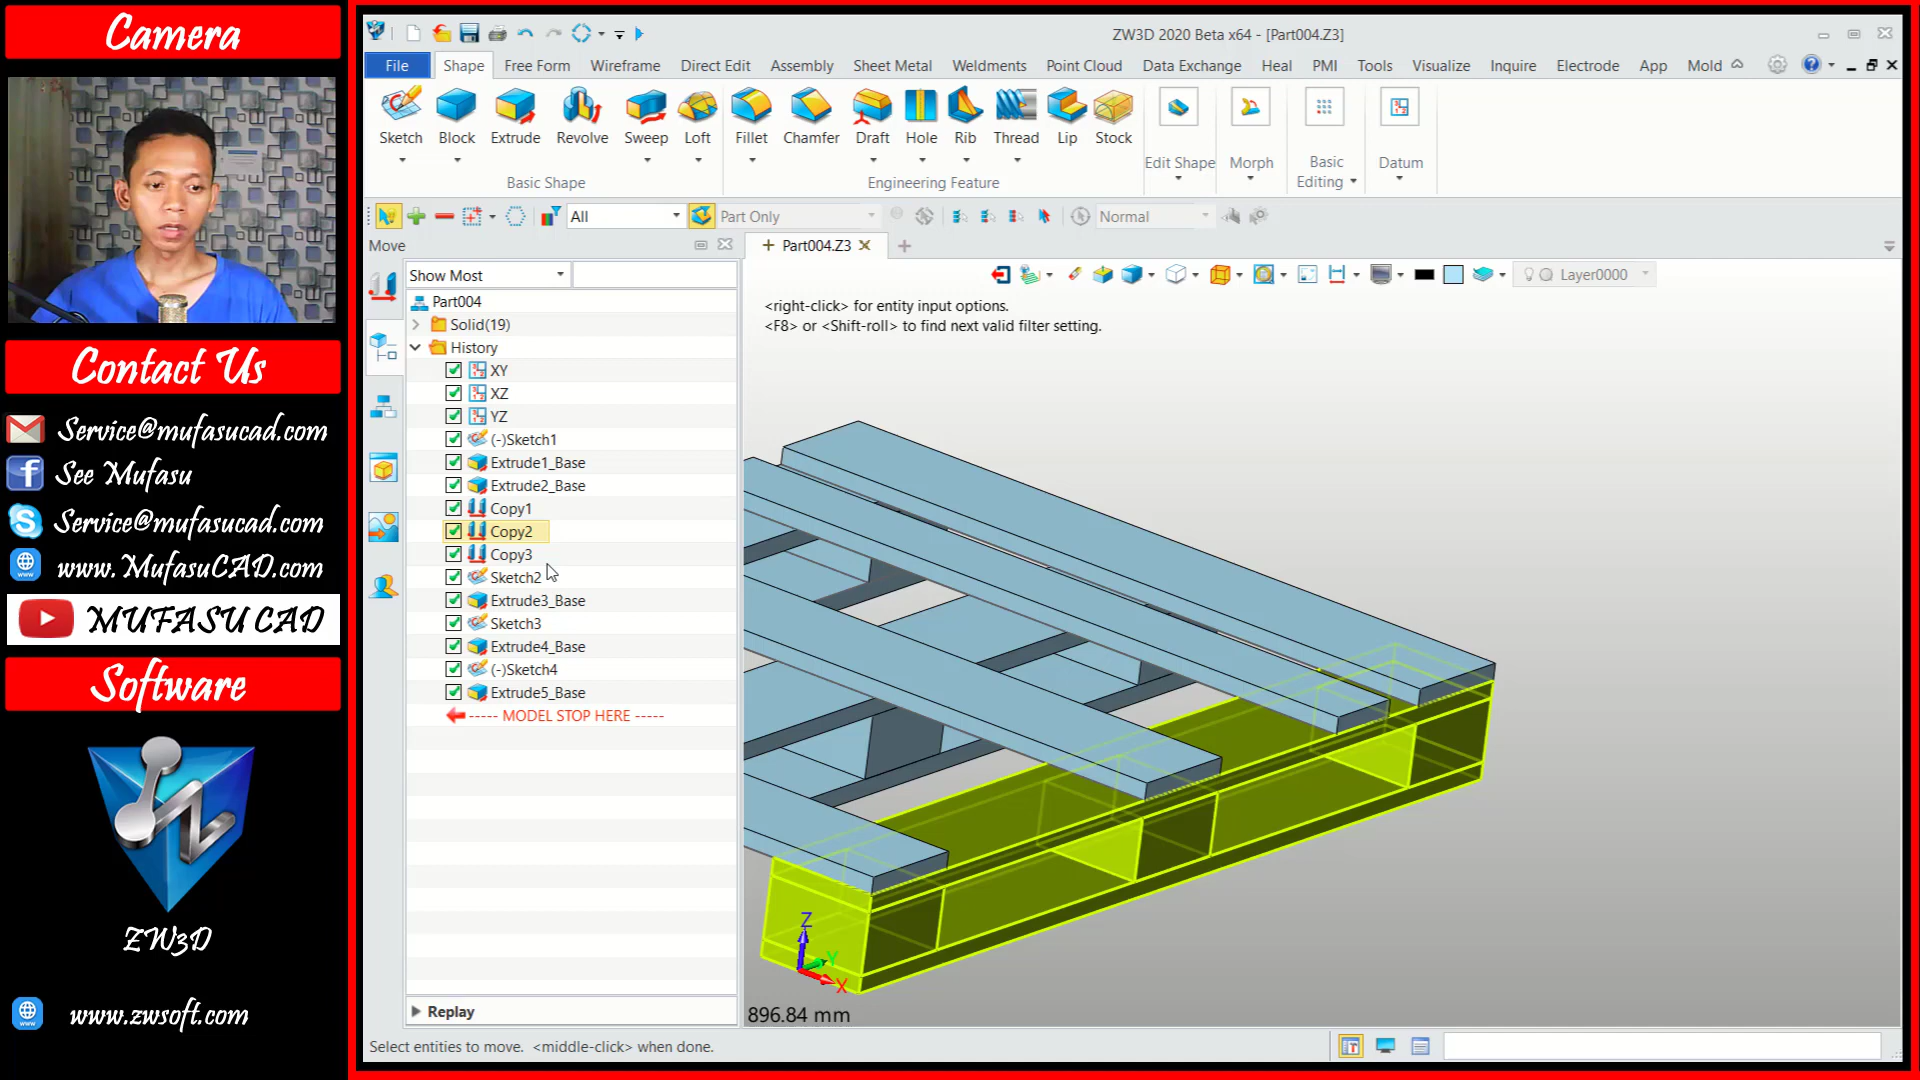 Camera
Contact Us
Service@mufasucad.com
See Mufasu
Service@mufasucad.com
www.MufasuCAD.com
MUFASU CAD
Software
ZW3D
www.zwsoft.com
ZW3D 2020 Beta x64 - [Part004.Z3]
File Shape Free Form Wireframe Direct Edit Assembly Sheet Metal Weldments Point Cloud Data Exchange Heal PMI Tools Visualize Inquire Electrode App Mold
Sketch Block Extrude Revolve Sweep Loft Fillet Chamfer Draft Hole Rib Thread Lip Stock
Edit Shape Morph Basic Editing Datum
Basic Shape Engineering Feature
All Part Only Normal
Move
Part004.Z3
Show Most
Layer0000
<right-click> for entity input options.
<F8> or <Shift-roll> to find next valid filter setting.
Part004
Solid(19)
History
XY
XZ
YZ
(-)Sketch1
Extrude1_Base
Extrude2_Base
Copy1
Copy2
Copy3
Sketch2
Extrude3_Base
Sketch3
Extrude4_Base
(-)Sketch4
Extrude5_Base
----- MODEL STOP HERE -----
Z
Y
X
Replay
896.84 mm
Select entities to move. <middle-click> when done.